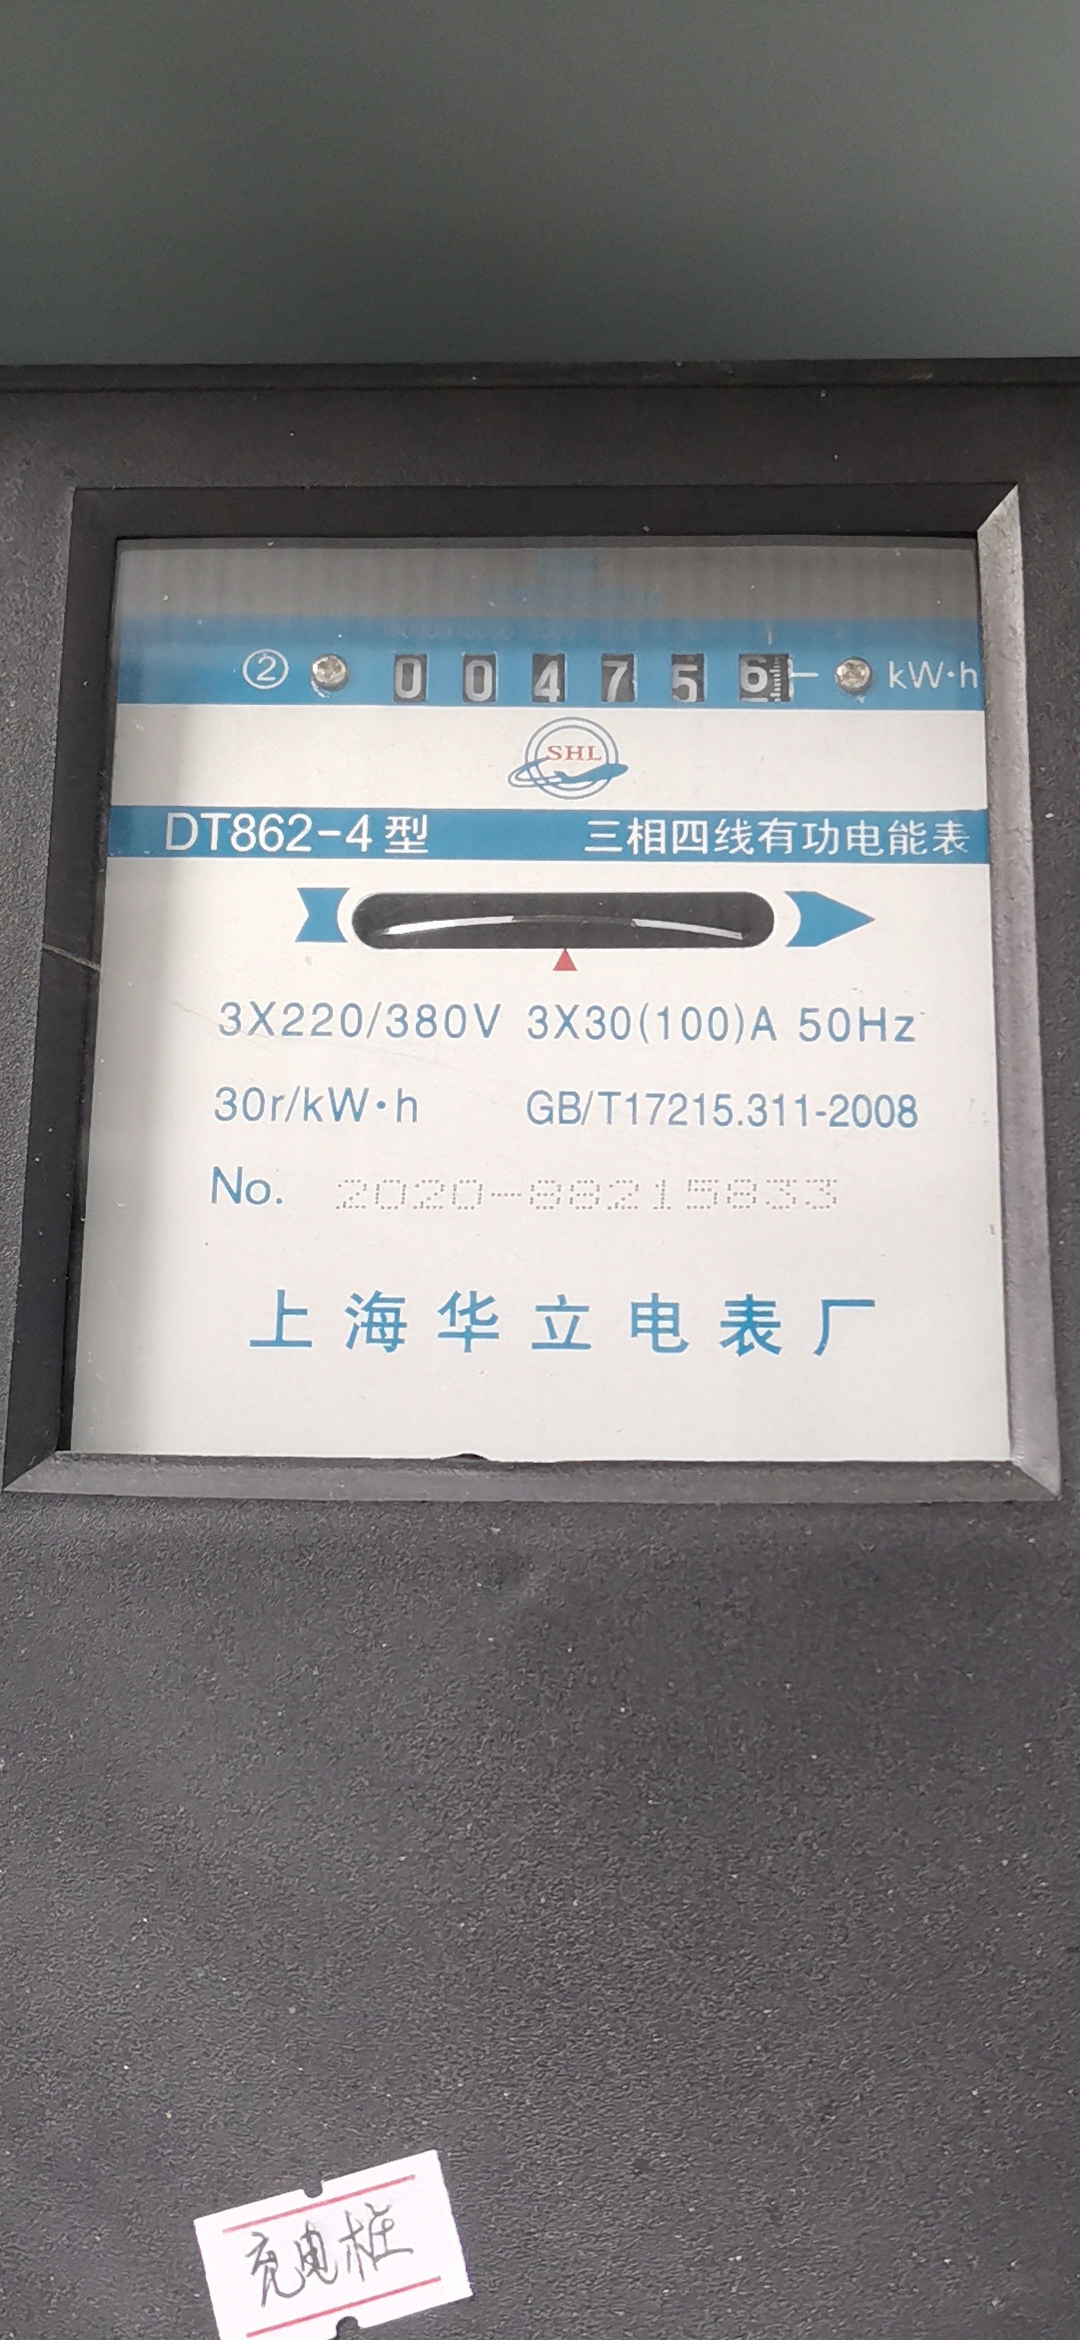 ② 0 0 4 7 5 6 kW·h
SHL
DT862-4型 三相四线有功电能表
3X220/380V 3X30(100)A 50Hz
30r/kW·h GB/T17215.311-2008
No. 2020-88215833
上海华立电表厂
充电桩